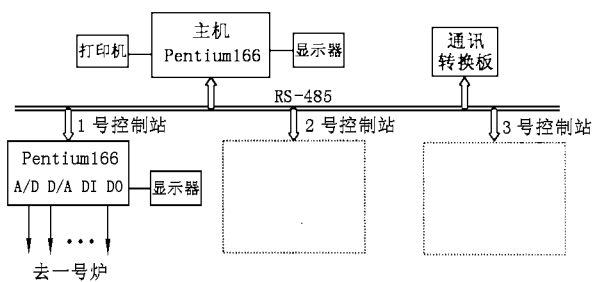 主机
Pentium166
打印机
显示器
通讯
转换板
RS-485
1号控制站
2号控制站
3号控制站
Pentium166
A/D D/A DI DO
显示器
去一号炉